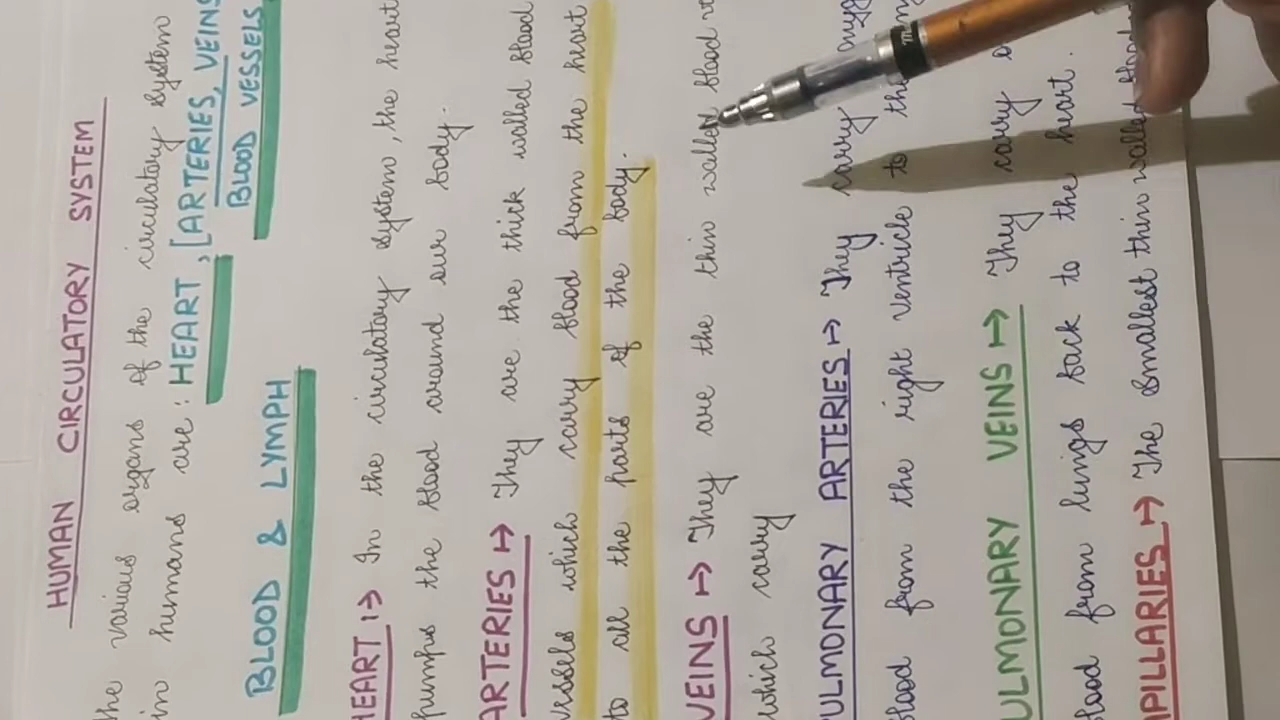 HUMAN CIRCULATORY SYSTEM
The various organs of the circulatory system
in humans are : HEART , [ARTERIES, VEINS
BLOOD VESSELS
BLOOD & LYMPH
HEART :→ In the circulatory system , the heart
pumps the blood around our body.
ARTERIES → They are the thick walled blood
vessels which carry blood from the heart
to all the parts of the body.
VEINS → They are the thin walled blood
which carry
PULMONARY ARTERIES → They carry
blood from the right ventricle to the
ULMONARY VEINS → They carry
blood from lungs back to the heart.
PILLARIES → The smallest thin walled blood